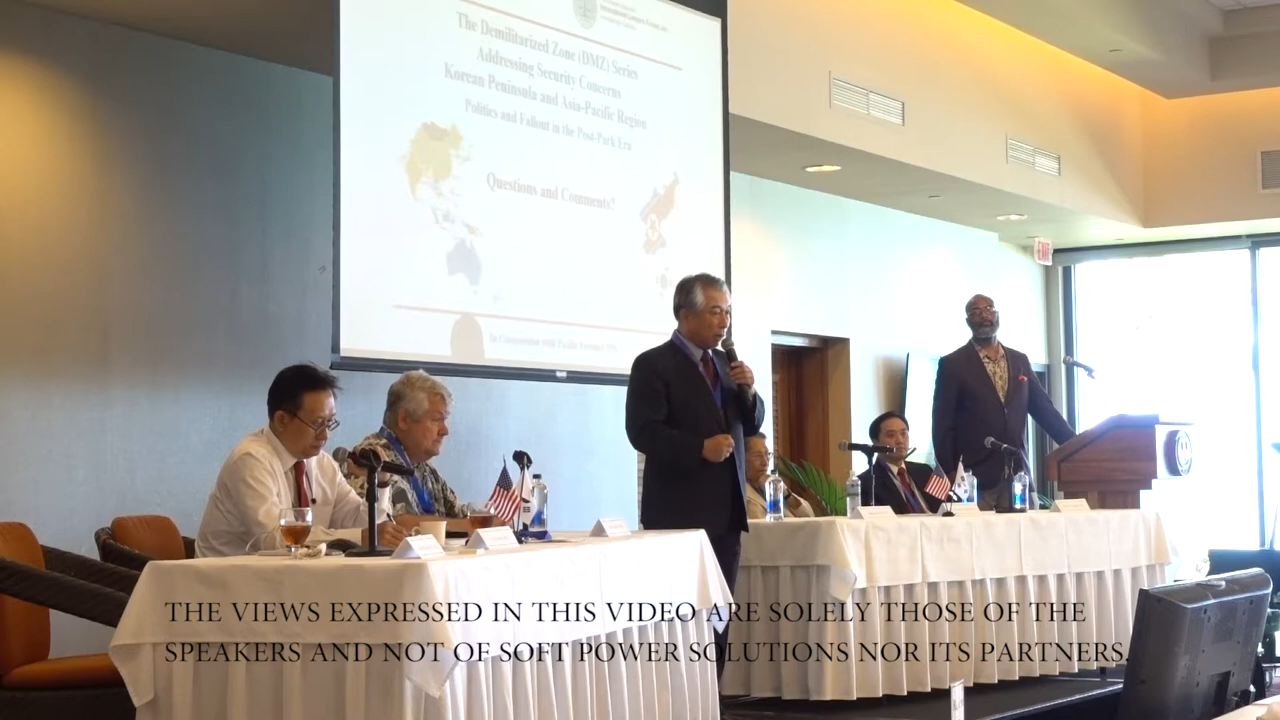 The Demilitarized Zone (DMZ) Series
Addressing Security Concerns
Korean Peninsula and Asia-Pacific Region
Politics and Fallout in the Post-Park Era
Questions and Comments?
EXIT
THE VIEWS EXPRESSED IN THIS VIDEO ARE SOLELY THOSE OF THE
SPEAKERS AND NOT OF SOFT POWER SOLUTIONS NOR ITS PARTNERS.